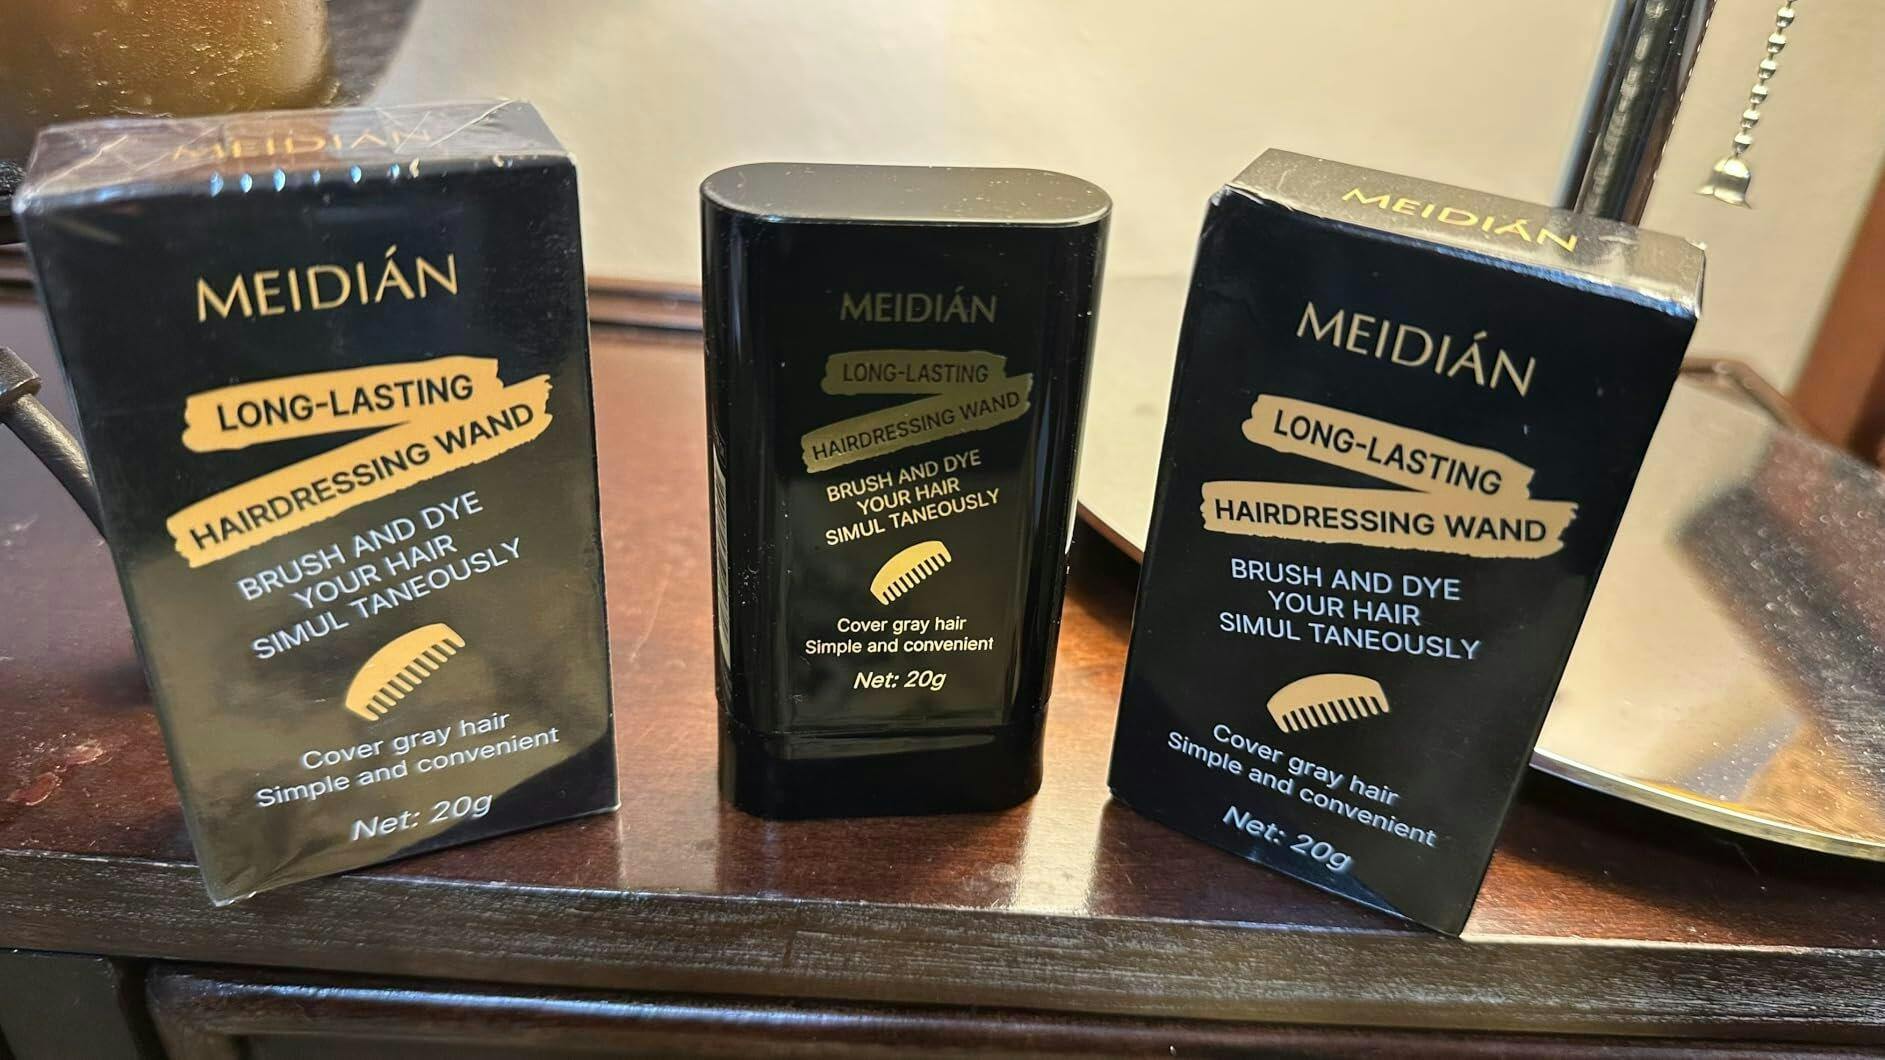 MEIDIÁN
MEIDIÁN
LONG-LASTING
HAIRDRESSING WAND
BRUSH AND DYE
YOUR HAIR
SIMUL TANEOUSLY
Cover gray hair
Simple and convenient
Net: 20g
MEIDIÁN
LONG-LASTING
HAIRDRESSING WAND
BRUSH AND DYE
YOUR HAIR
SIMUL TANEOUSLY
Cover gray hair
Simple and convenient
Net: 20g
MEIDIÁN
MEIDIÁN
LONG-LASTING
HAIRDRESSING WAND
BRUSH AND DYE
YOUR HAIR
SIMUL TANEOUSLY
Cover gray hair
Simple and convenient
Net: 20g